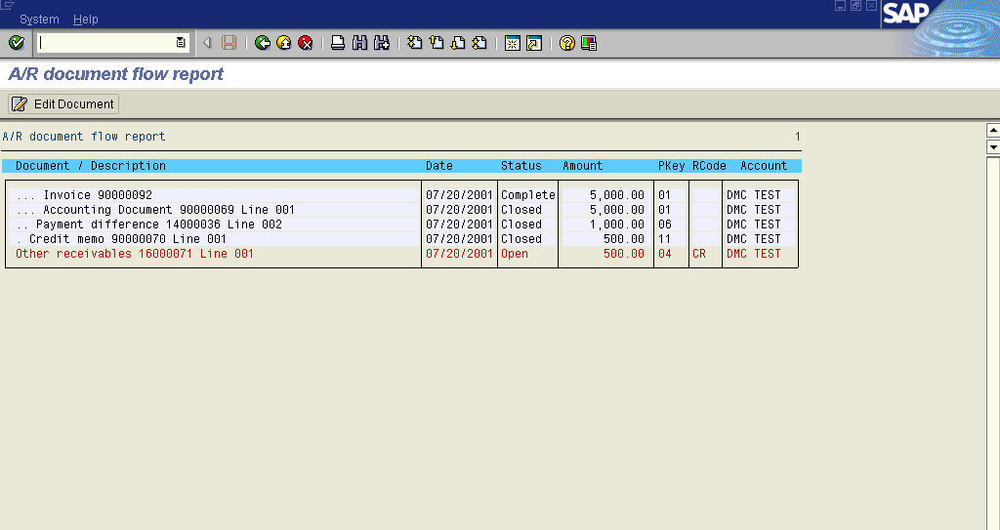 System Help
SAP
A/R document flow report
Edit Document
A/R document flow report 1
Document / Description Date Status Amount PKey RCode Account
... Invoice 90000092 07/20/2001 Complete 5,000.00 01 DMC TEST
... Accounting Document 90000069 Line 001 07/20/2001 Closed 5,000.00 01 DMC TEST
.. Payment difference 14000036 Line 002 07/20/2001 Closed 1,000.00 06 DMC TEST
. Credit memo 90000070 Line 001 07/20/2001 Closed 500.00 11 DMC TEST
Other receivables 16000071 Line 001 07/20/2001 Open 500.00 04 CR DMC TEST